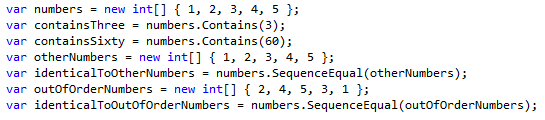 var numbers = new int[] { 1, 2, 3, 4, 5 };
var containsThree = numbers.Contains(3);
var containsSixty = numbers.Contains(60);
var otherNumbers = new int[] { 1, 2, 3, 4, 5 };
var identicalToOtherNumbers = numbers.SequenceEqual(otherNumbers);
var outOfOrderNumbers = new int[] { 2, 4, 5, 3, 1 };
var identicalToOutOfOrderNumbers = numbers.SequenceEqual(outOfOrderNumbers);